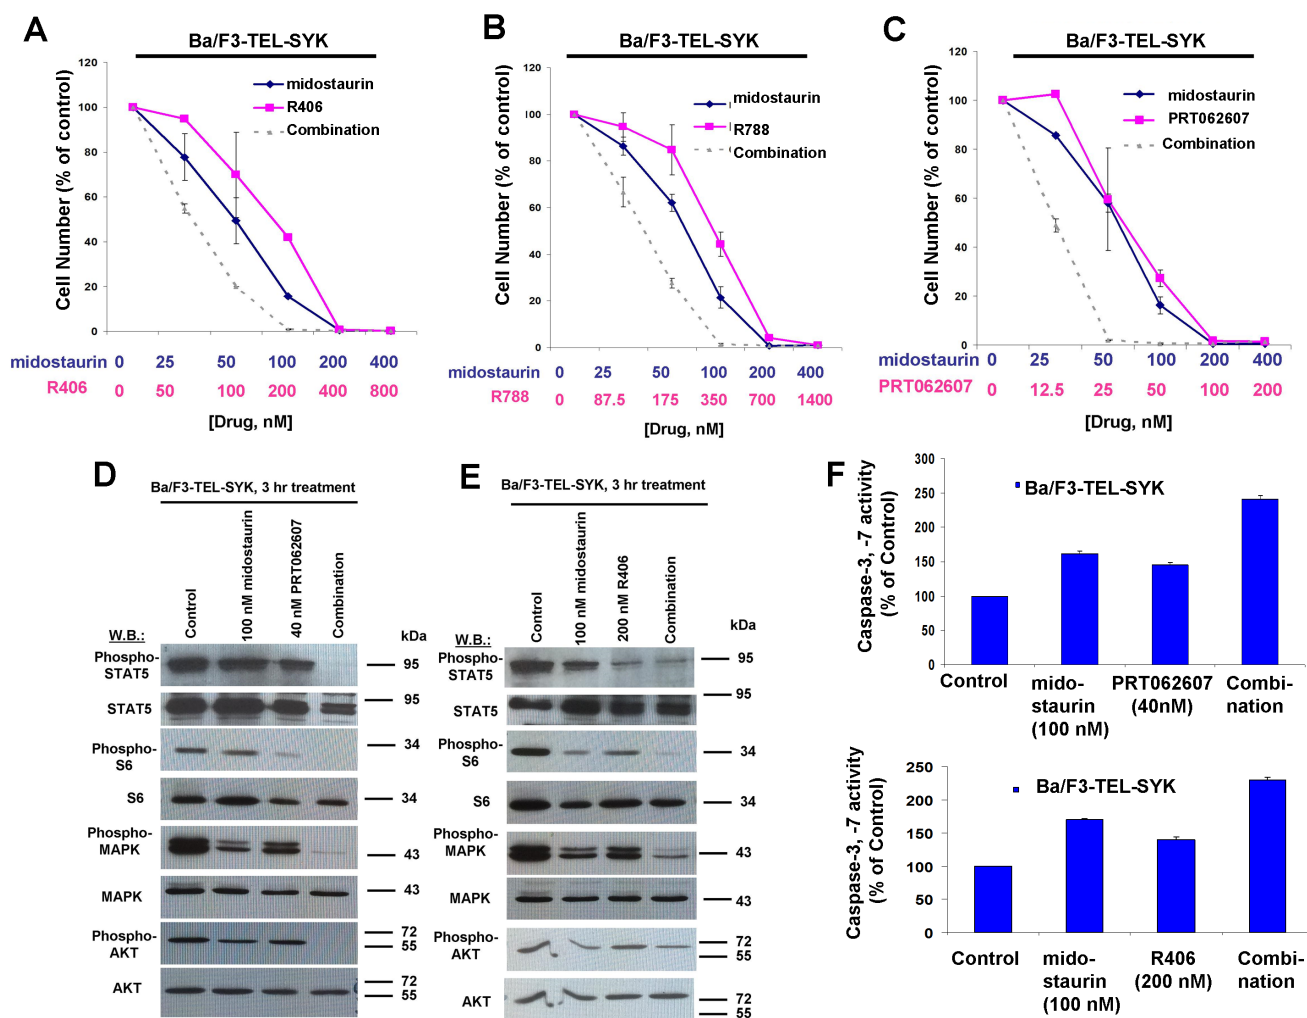 A
Ba/F3-TEL-SYK
120
100
80
60
40
20
0
Cell Number (% of control)
midostaurin
R406
Combination
midostaurin 0 25 50 100 200 400
R406 0 50 100 200 400 800
[Drug, nM]
B
Ba/F3-TEL-SYK
120
100
80
60
40
20
0
Cell Number (% of control)
midostaurin
R788
Combination
midostaurin 0 25 50 100 200 400
R788 0 87.5 175 350 700 1400
[Drug, nM]
C
Ba/F3-TEL-SYK
120
100
80
60
40
20
0
Cell Number (% of control)
midostaurin
PRT062607
Combination
midostaurin 0 25 50 100 200 400
PRT062607 0 12.5 25 50 100 200
[Drug, nM]
D
Ba/F3-TEL-SYK, 3 hr treatment
Control
100 nM midostaurin
40 nM PRT062607
Combination
W.B.:
kDa
Phospho-
STAT5
95
STAT5
95
Phospho-
S6
34
S6
34
Phospho-
MAPK
43
MAPK
43
Phospho-
AKT
72
55
AKT
72
55
E
Ba/F3-TEL-SYK, 3 hr treatment
Control
100 nM midostaurin
200 nM R406
Combination
W.B.:
kDa
Phospho-
STAT5
95
STAT5
95
Phospho-
S6
34
S6
34
Phospho-
MAPK
43
MAPK
43
Phospho-
AKT
72
55
AKT
72
55
F
Caspase-3, -7 activity
(% of Control)
300
250
200
150
100
50
0
Ba/F3-TEL-SYK
Control
mido-
staurin
(100 nM)
PRT062607
(40nM)
Combi-
nation
Caspase-3, -7 activity
(% of Control)
250
200
150
100
50
0
Ba/F3-TEL-SYK
Control
mido-
staurin
(100 nM)
R406
(200 nM)
Combi-
nation